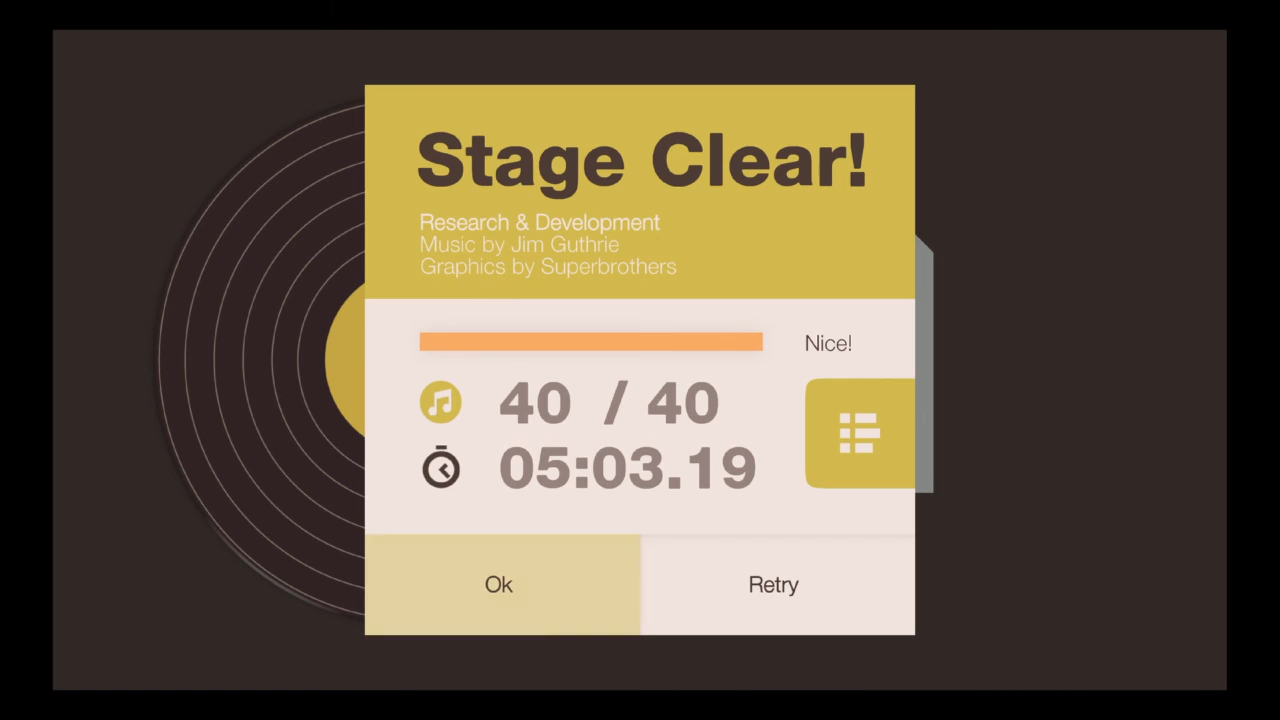 Stage Clear!
Research & Development
Music by Jim Guthrie
Graphics by Superbrothers
Nice!
40 / 40
05:03.19
Ok
Retry